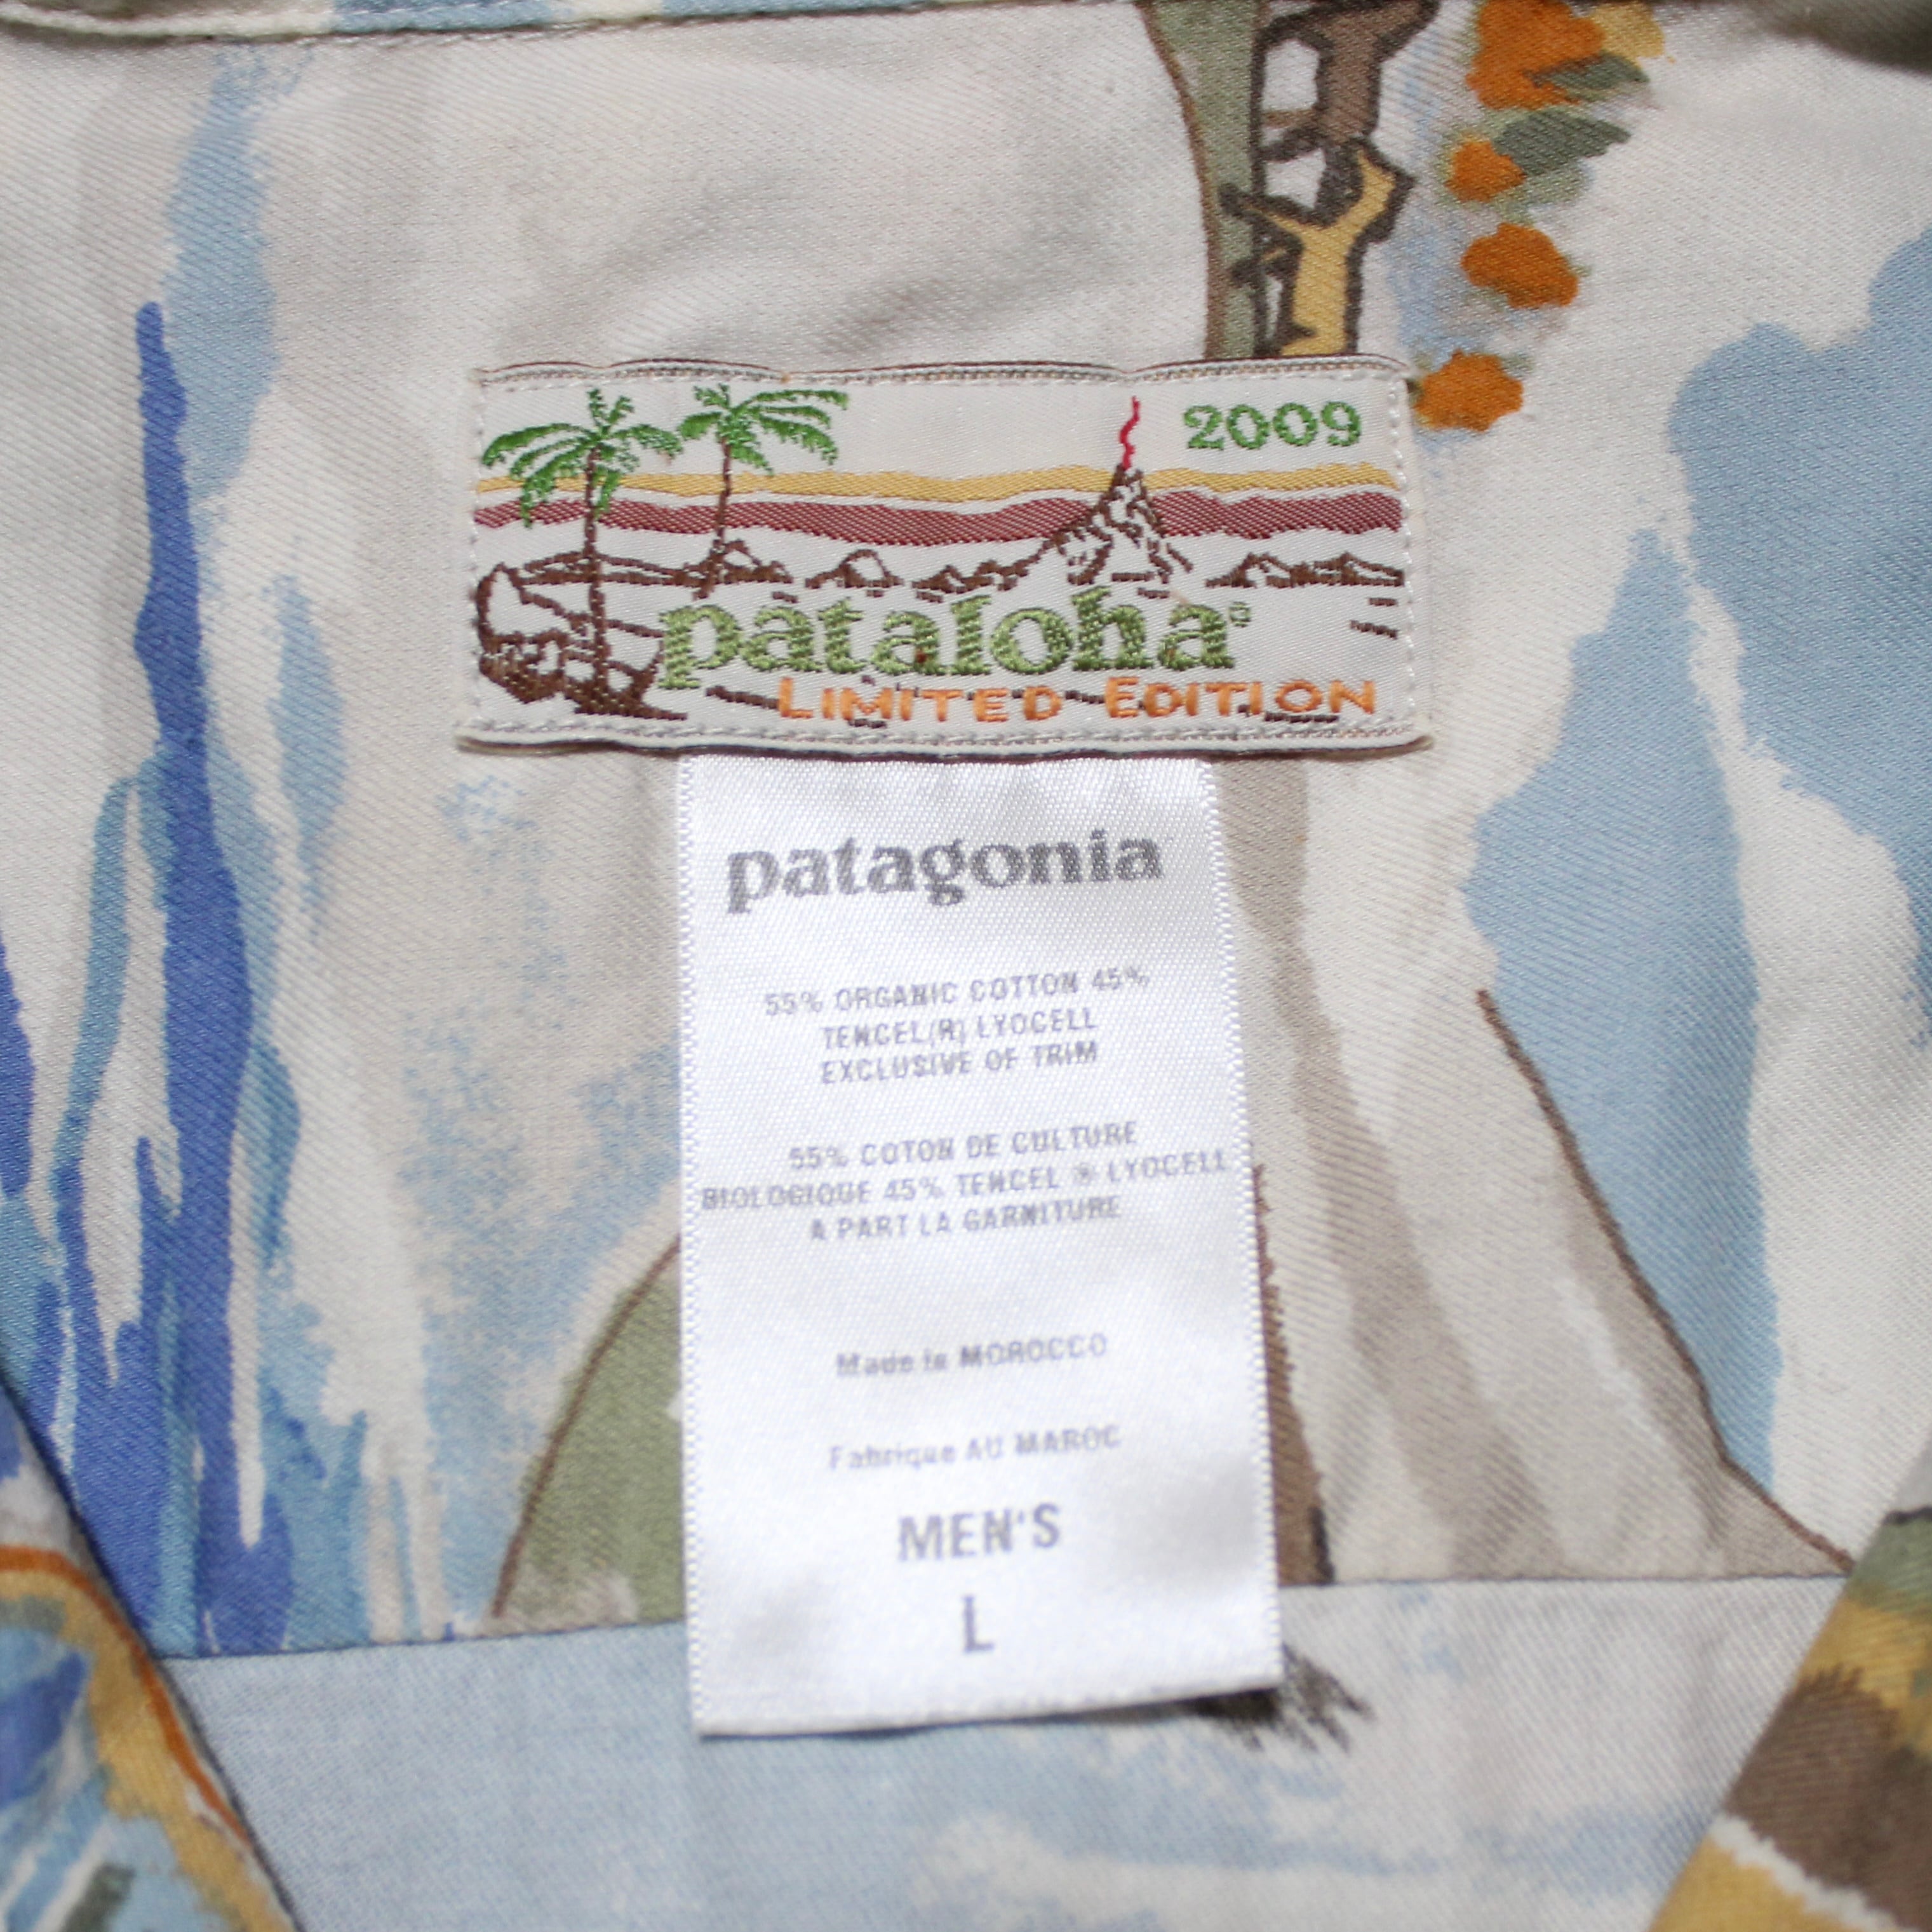 2009
pataloha®
LIMITED EDITION
patagonia
55% ORGANIC COTTON 45%
TENCEL(R) LYOCELL
EXCLUSIVE OF TRIM
55% COTON DE CULTURE
BIOLOGIQUE 45% TENCEL ® LYOCELL
A PART LA GARNITURE
Made in MOROCCO
Fabrique AU MAROC
MEN'S
L